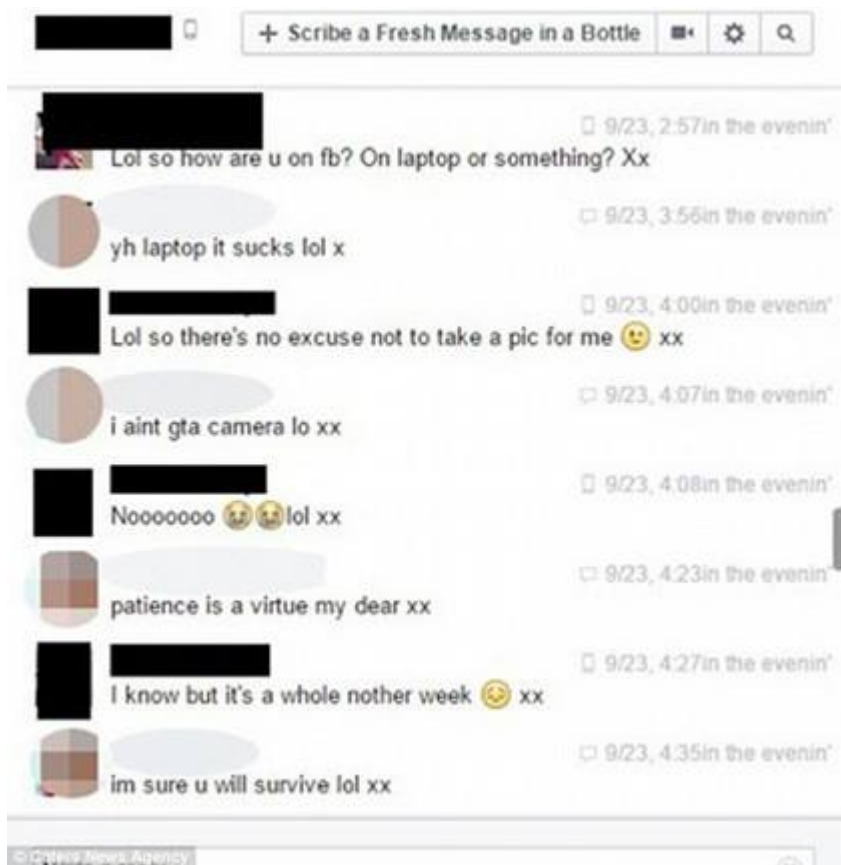 + Scribe a Fresh Message in a Bottle
9/23, 2:57in the evenin'
Lol so how are u on fb? On laptop or something? Xx
9/23, 3:56in the evenin'
yh laptop it sucks lol x
9/23, 4:00in the evenin'
Lol so there's no excuse not to take a pic for me 😉 xx
9/23, 4:07in the evenin'
i aint gta camera lo xx
9/23, 4:08in the evenin'
Nooooooo 😭😭lol xx
9/23, 4:23in the evenin'
patience is a virtue my dear xx
9/23, 4:27in the evenin'
I know but it's a whole nother week 😔 xx
9/23, 4:35in the evenin'
im sure u will survive lol xx
News Agency